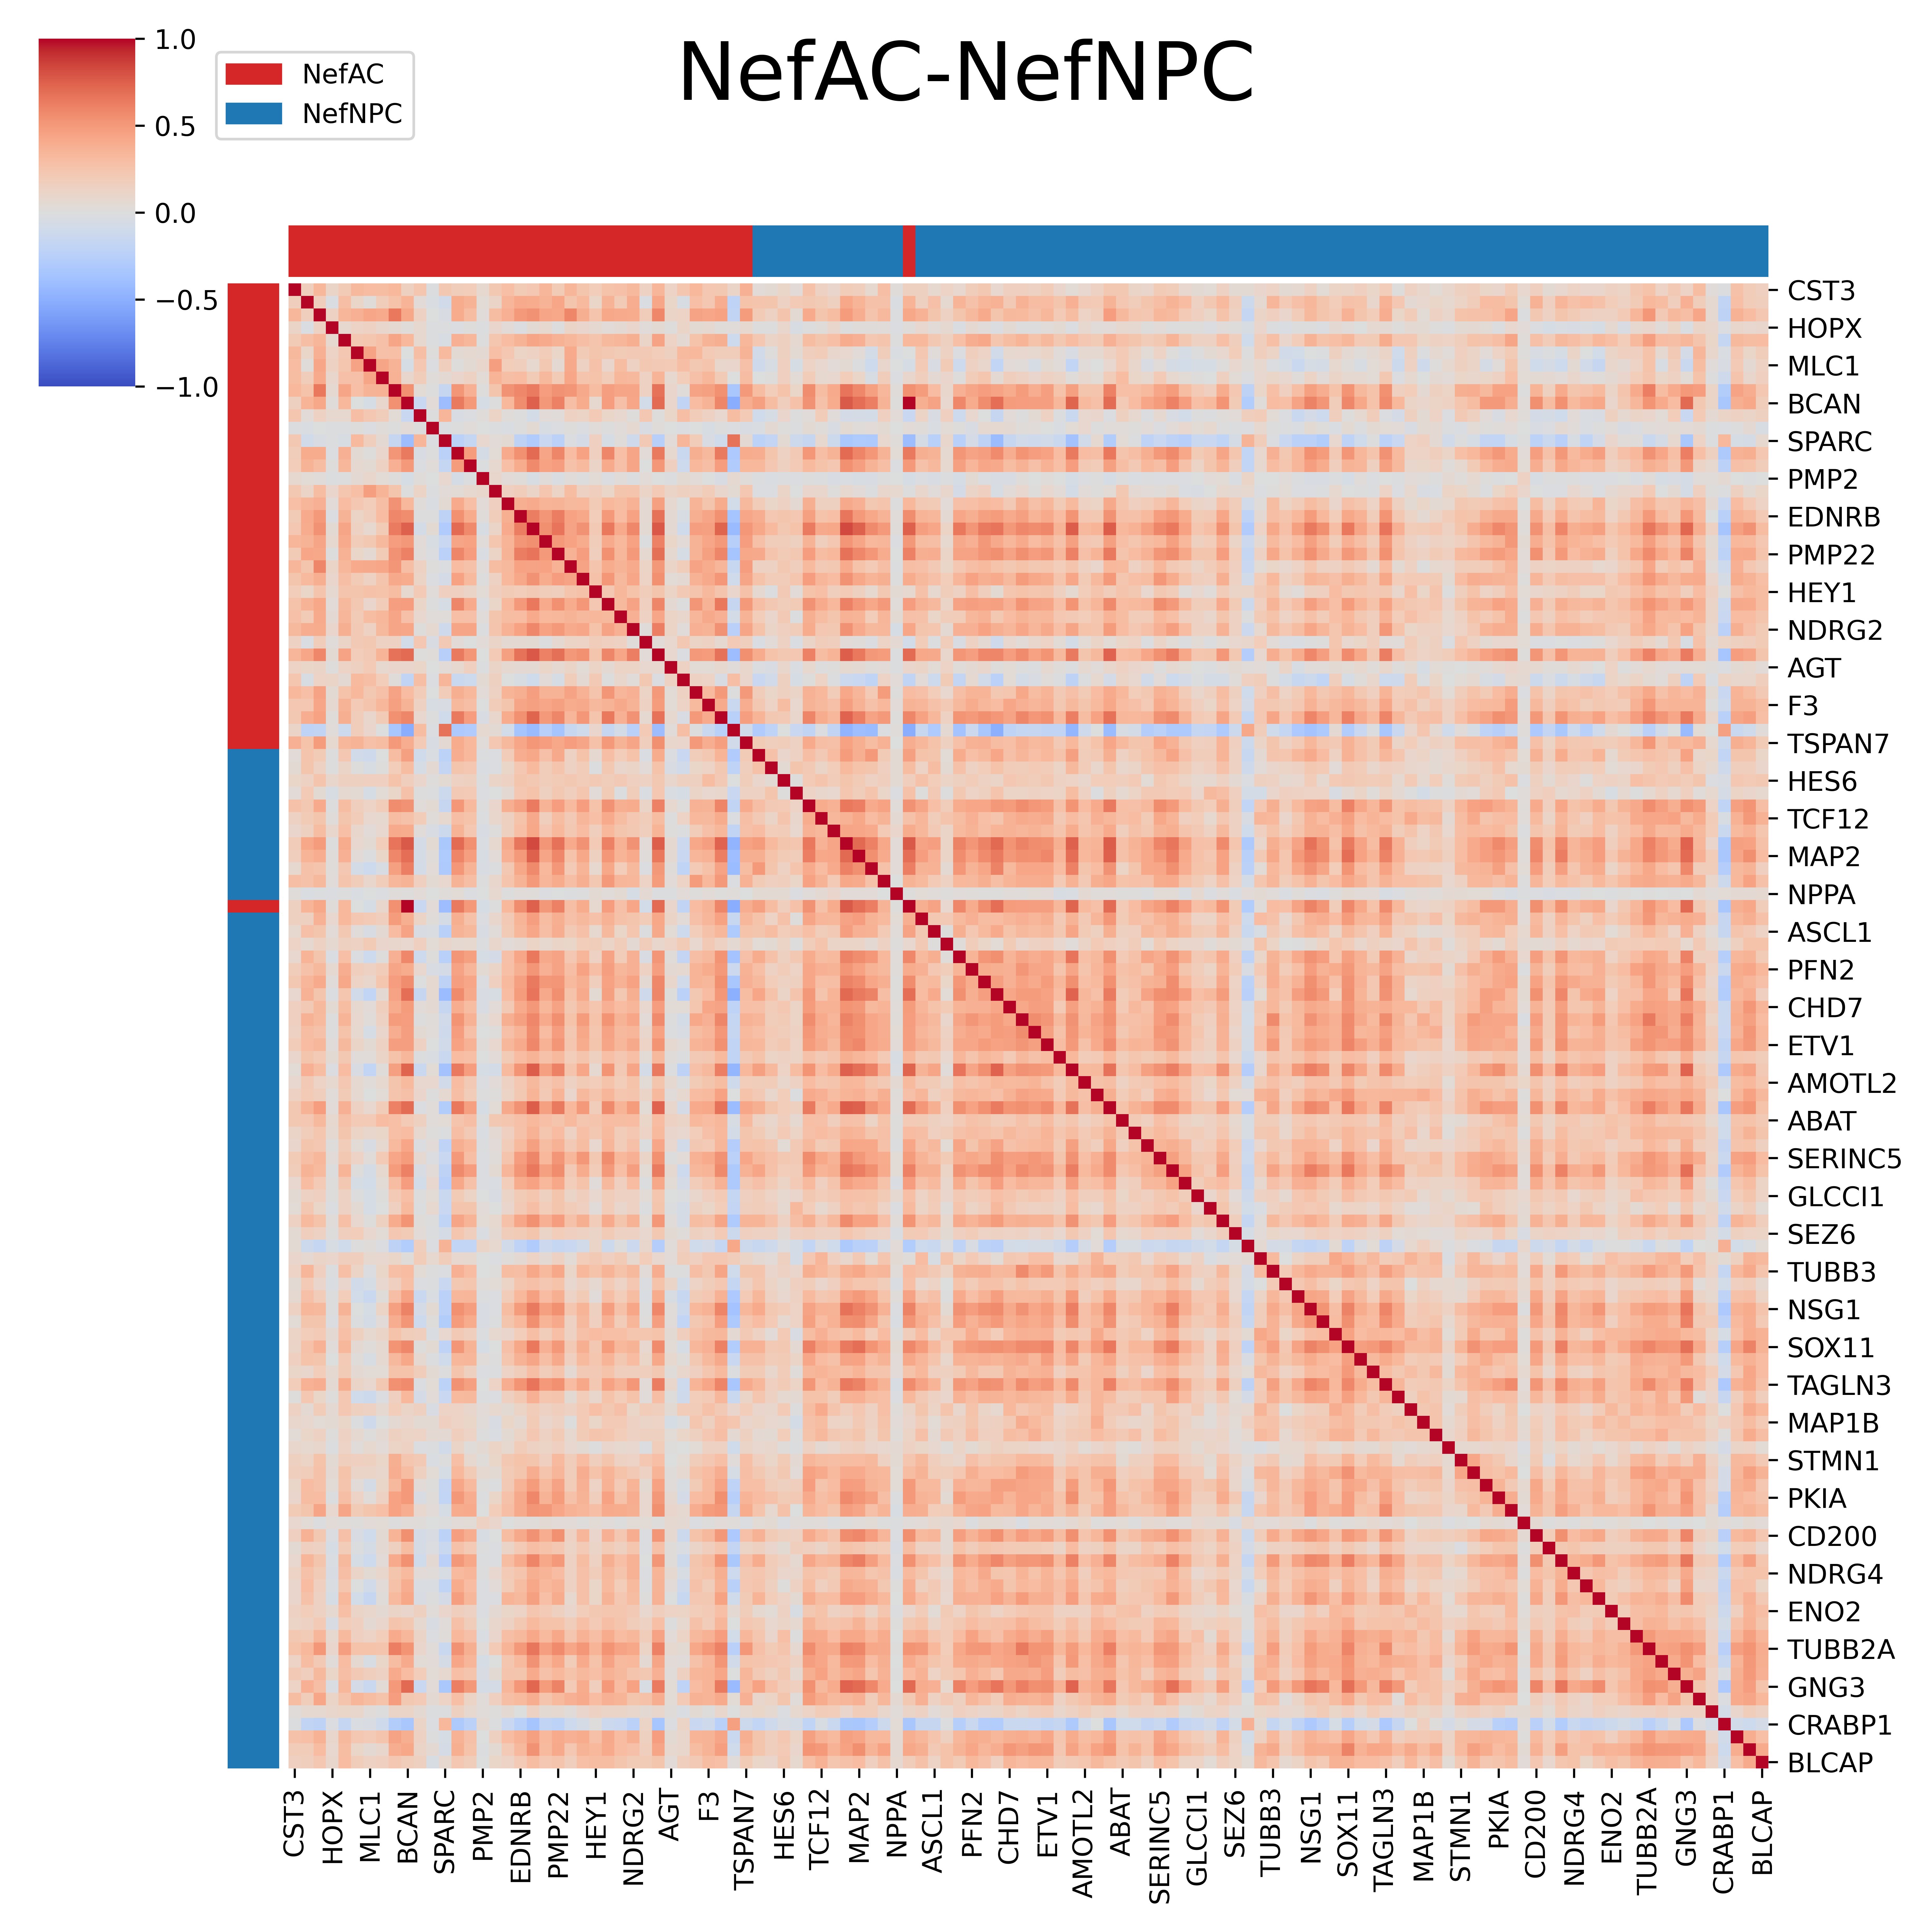 NefAC-NefNPC
1.0
0.5
0.0
−0.5
−1.0
NefAC
NefNPC
CST3
HOPX
MLC1
BCAN
SPARC
PMP2
EDNRB
PMP22
HEY1
NDRG2
AGT
F3
TSPAN7
HES6
TCF12
MAP2
NPPA
ASCL1
PFN2
CHD7
ETV1
AMOTL2
ABAT
SERINC5
GLCCI1
SEZ6
TUBB3
NSG1
SOX11
TAGLN3
MAP1B
STMN1
PKIA
CD200
NDRG4
ENO2
TUBB2A
GNG3
CRABP1
BLCAP
CST3
HOPX
MLC1
BCAN
SPARC
PMP2
EDNRB
PMP22
HEY1
NDRG2
AGT
F3
TSPAN7
HES6
TCF12
MAP2
NPPA
ASCL1
PFN2
CHD7
ETV1
AMOTL2
ABAT
SERINC5
GLCCI1
SEZ6
TUBB3
NSG1
SOX11
TAGLN3
MAP1B
STMN1
PKIA
CD200
NDRG4
ENO2
TUBB2A
GNG3
CRABP1
BLCAP